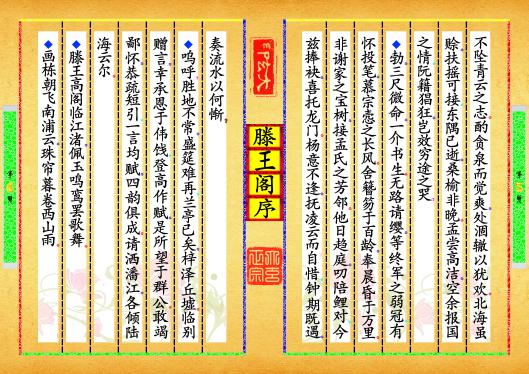 不坠青云之志酌贪泉而觉爽处涸辙以犹欢北海虽
赊扶摇可接东隅已逝桑榆非晚孟尝高洁空余报国
之情阮籍猖狂岂效穷途之哭
◆勃三尺微命一介书生无路请缨等终军之弱冠有
怀投笔慕宗悫之长风舍簪笏于百龄奉晨昏于万里
非谢家之宝树接孟氏之芳邻他日趋庭叨陪鲤对今
兹捧袂喜托龙门杨意不逢抚凌云而自惜钟期既遇
滕王阁序
奏流水以何惭
◆呜呼胜地不常盛筵难再兰亭已矣梓泽丘墟临别
赠言幸承恩于伟饯登高作赋是所望于群公敢竭
鄙怀恭疏短引一言均赋四韵俱成请洒潘江各倾陆
海云尔
◆滕王高阁临江渚佩玉鸣鸾罢歌舞
◆画栋朝飞南浦云珠帘暮卷西山雨